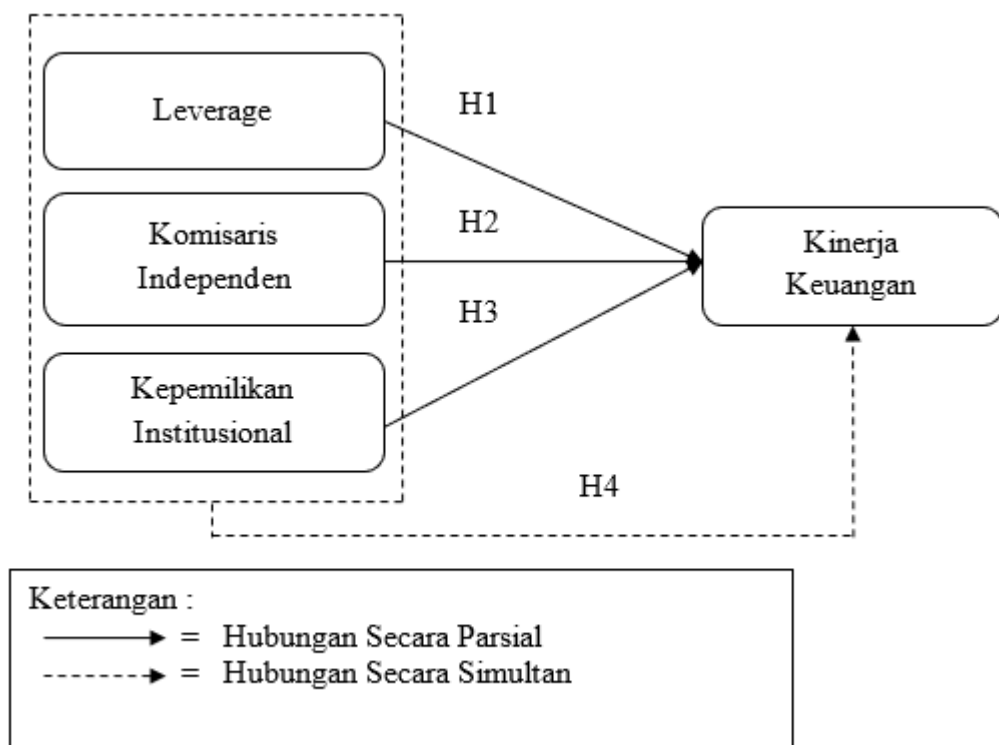 Leverage
H1
Komisaris
Independen
H2
Kinerja
Keuangan
H3
Kepemilikan
Institusional
H4
Keterangan :
= Hubungan Secara Parsial
= Hubungan Secara Simultan